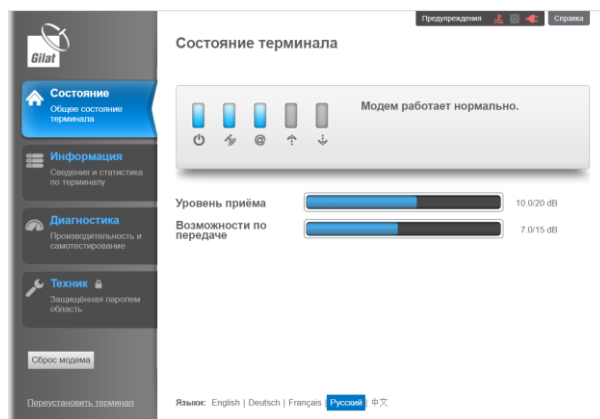 Предупреждения
Справка
Gilat
Состояние терминала
Состояние
Общее состояние
терминала
Модем работает нормально.
Информация
Сведения и статистика
по терминалу
Уровень приёма
10.0/20 dB
Возможности по
передаче
7.0/15 dB
Диагностика
Производительность и
самотестирование
Техник
Защищённая паролем
область
Сброс модема
Переустановить терминал
Языки: English | Deutsch | Français | Русский | 中文